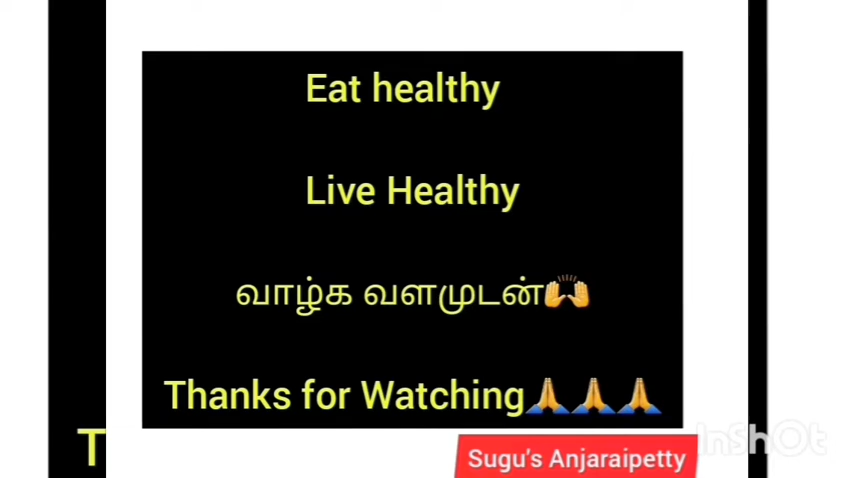 Eat healthy
Live Healthy
வாழ்க வளமுடன்🙌
Thanks for Watching🙏🙏🙏
T
Sugu's Anjaraipetty
InShOt